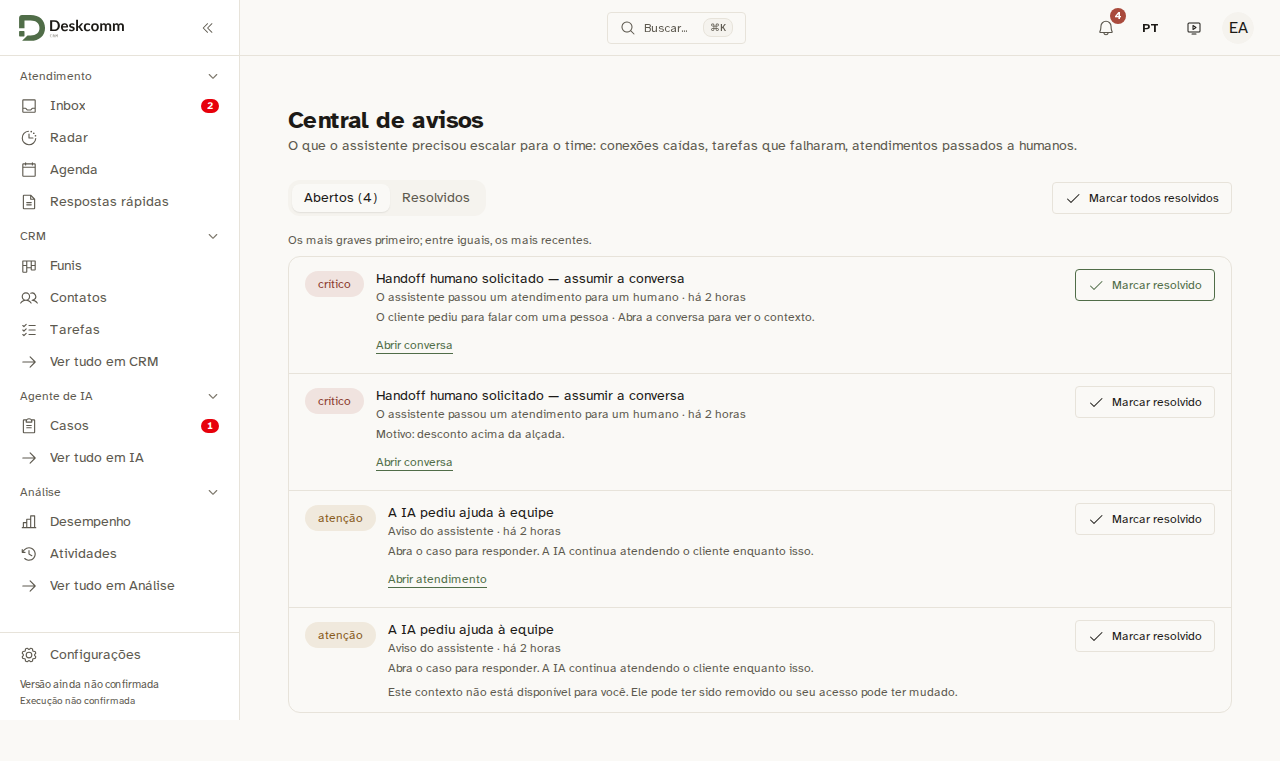 Deskcomm
CRM
Buscar...
⌘K
4
PT
EA
Atendimento
Inbox
2
Radar
Agenda
Respostas rápidas
CRM
Funis
Contatos
Tarefas
Ver tudo em CRM
Agente de IA
Casos
1
Ver tudo em IA
Análise
Desempenho
Atividades
Ver tudo em Análise
Configurações
Versão ainda não confirmada
Execução não confirmada
Central de avisos
O que o assistente precisou escalar para o time: conexões caídas, tarefas que falharam, atendimentos passados a humanos.
Abertos (4)
Resolvidos
Marcar todos resolvidos
Os mais graves primeiro; entre iguais, os mais recentes.
crítico
Handoff humano solicitado — assumir a conversa
O assistente passou um atendimento para um humano · há 2 horas
O cliente pediu para falar com uma pessoa · Abra a conversa para ver o contexto.
Abrir conversa
Marcar resolvido
crítico
Handoff humano solicitado — assumir a conversa
O assistente passou um atendimento para um humano · há 2 horas
Motivo: desconto acima da alçada.
Abrir conversa
Marcar resolvido
atenção
A IA pediu ajuda à equipe
Aviso do assistente · há 2 horas
Abra o caso para responder. A IA continua atendendo o cliente enquanto isso.
Abrir atendimento
Marcar resolvido
atenção
A IA pediu ajuda à equipe
Aviso do assistente · há 2 horas
Abra o caso para responder. A IA continua atendendo o cliente enquanto isso.
Este contexto não está disponível para você. Ele pode ter sido removido ou seu acesso pode ter mudado.
Marcar resolvido